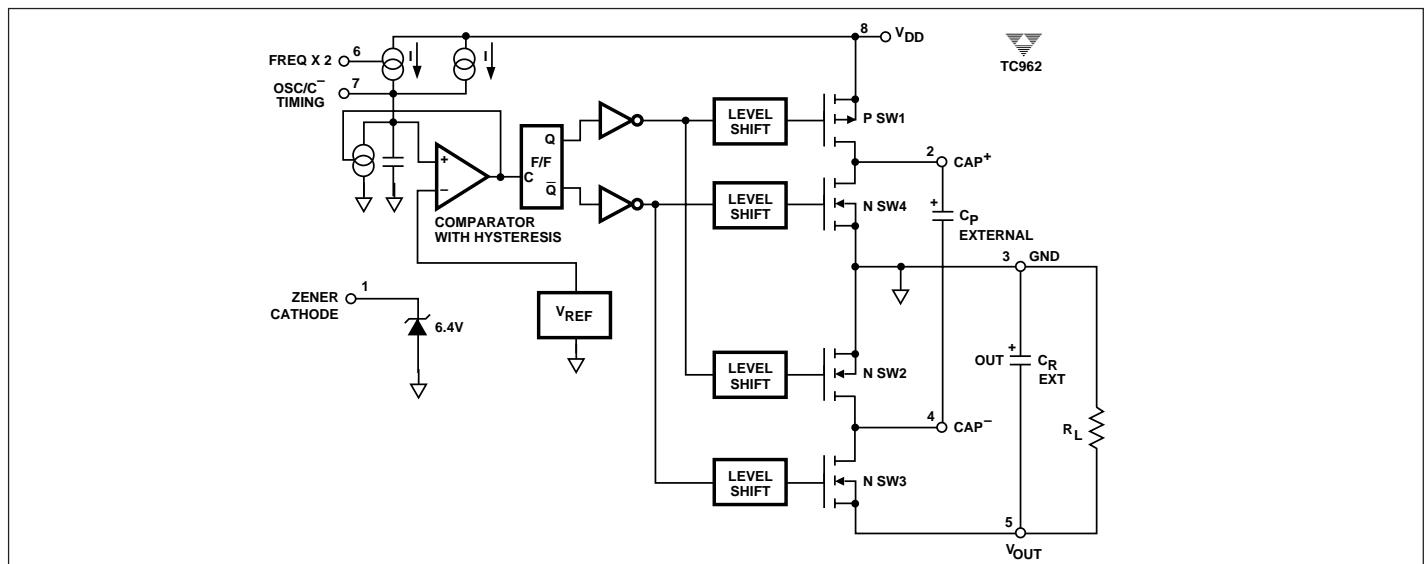 8
VDD
TC962
FREQ X 2
6
I
I
OSC/C–
TIMING
7
LEVEL
SHIFT
P SW1
Q
F/F
C
Q̅
+
–
2
CAP+
LEVEL
SHIFT
N SW4
COMPARATOR
WITH HYSTERESIS
+
CP
EXTERNAL
3
GND
ZENER
CATHODE
1
6.4V
VREF
LEVEL
SHIFT
N SW2
OUT
+
CR
EXT
4
CAP–
RL
LEVEL
SHIFT
N SW3
5
VOUT